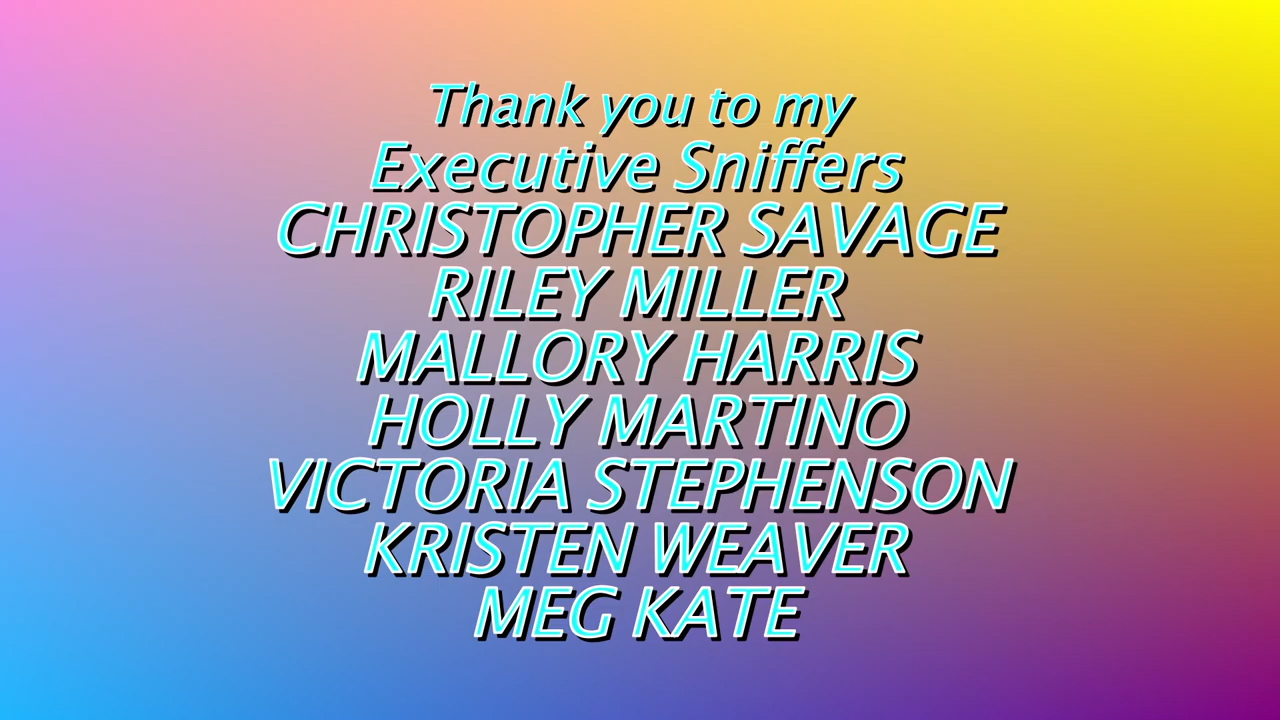 Thank you to my
Executive Sniffers
CHRISTOPHER SAVAGE
RILEY MILLER
MALLORY HARRIS
HOLLY MARTINO
VICTORIA STEPHENSON
KRISTEN WEAVER
MEG KATE